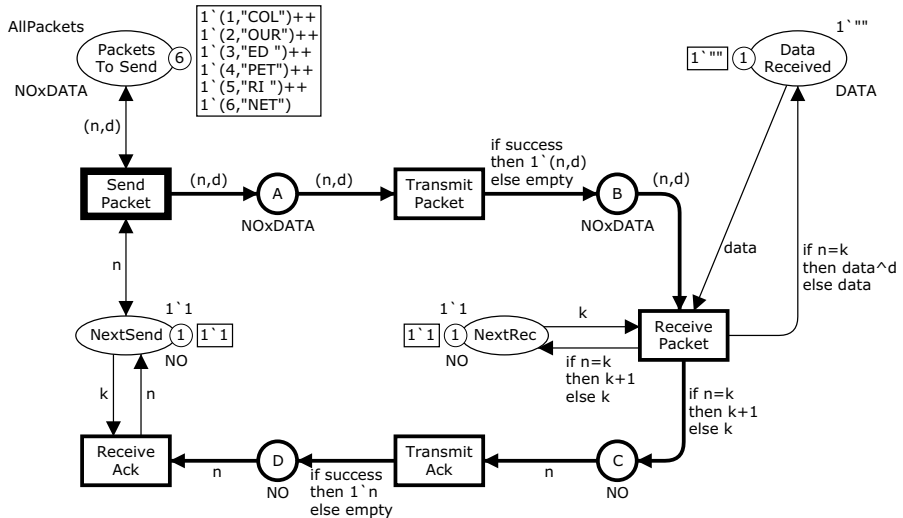 AllPackets
Packets
To Send
6
1`(1,"COL")++
1`(2,"OUR")++
1`(3,"ED ")++
1`(4,"PET")++
1`(5,"RI ")++
1`(6,"NET")
NOxDATA
1`""
1`""
1
Data
Received
DATA
(n,d)
Send
Packet
(n,d)
A
NOxDATA
(n,d)
Transmit
Packet
if success
then 1`(n,d)
else empty
B
NOxDATA
(n,d)
data
if n=k
then data^d
else data
n
1`1
NextSend
1
1`1
NO
1`1
1`1
1
NextRec
NO
k
if n=k
then k+1
else k
Receive
Packet
if n=k
then k+1
else k
k
n
Receive
Ack
n
D
NO
if success
then 1`n
else empty
Transmit
Ack
n
C
NO